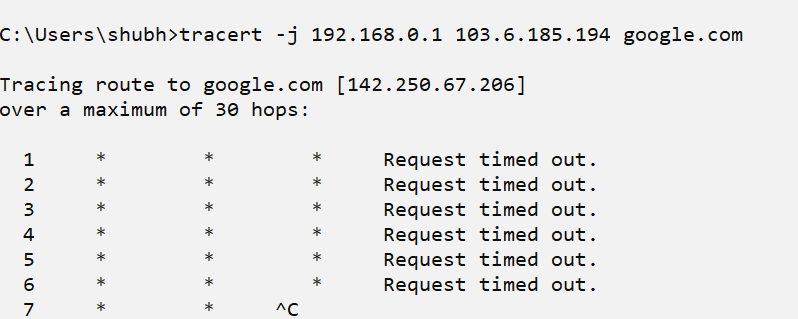 C:\Users\shubh>tracert -j 192.168.0.1 103.6.185.194 google.com
Tracing route to google.com [142.250.67.206]
over a maximum of 30 hops:
1 * * * Request timed out.
2 * * * Request timed out.
3 * * * Request timed out.
4 * * * Request timed out.
5 * * * Request timed out.
6 * * * Request timed out.
7 * * ^C